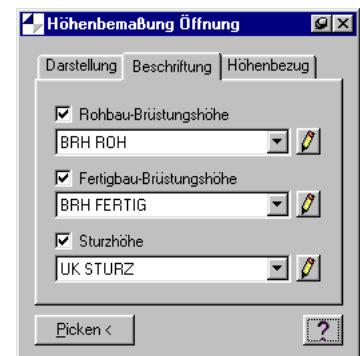 Höhenbemaßung Öffnung
Darstellung Beschriftung Höhenbezug
Rohbau-Brüstungshöhe
BRH ROH
Fertigbau-Brüstungshöhe
BRH FERTIG
Sturzhöhe
UK STURZ
Picken < ?